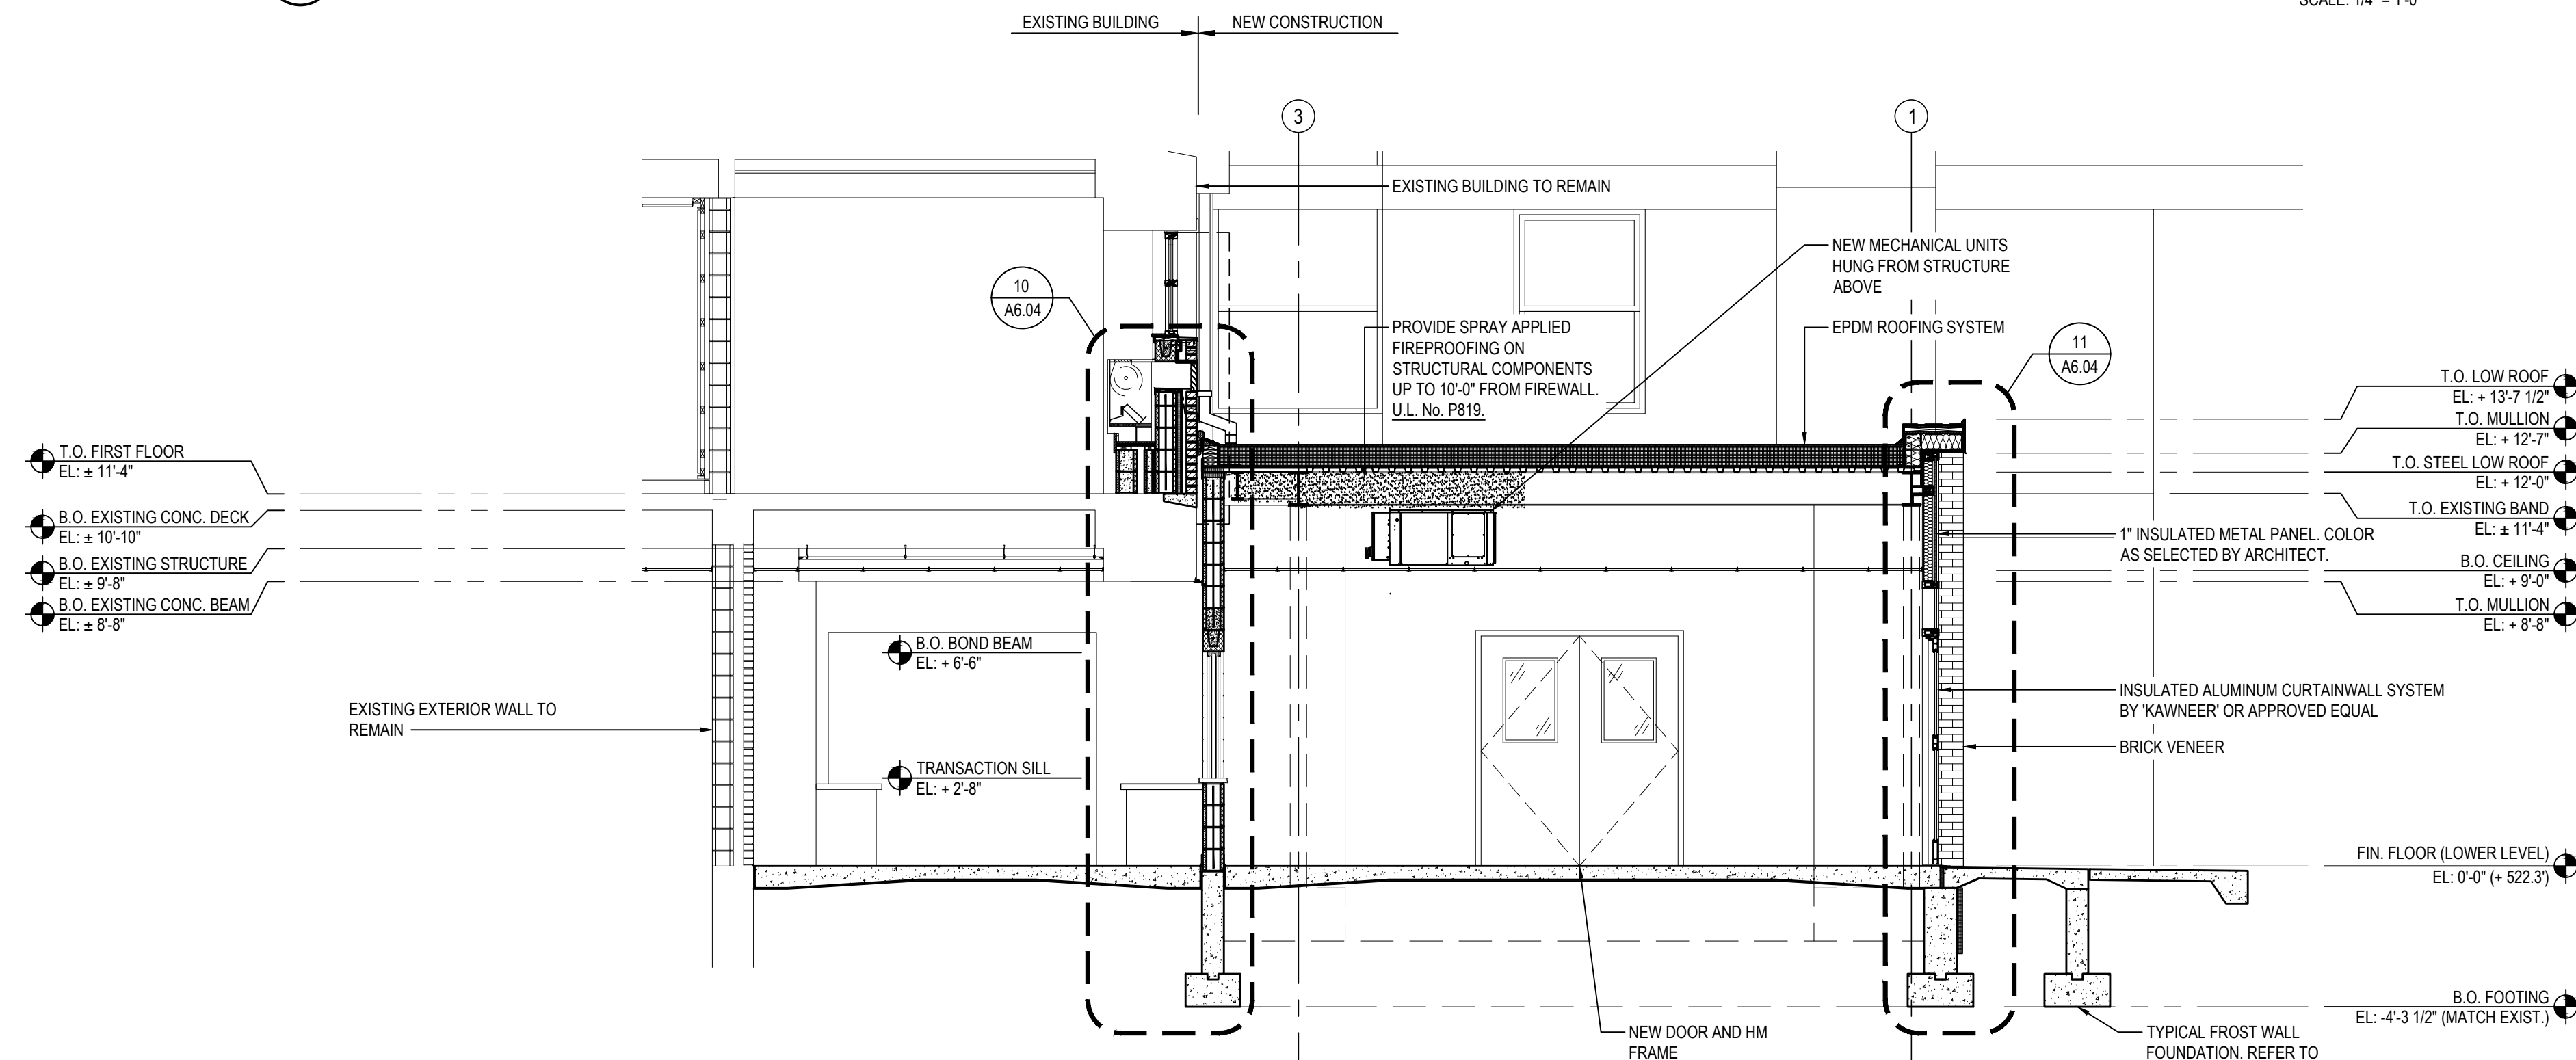 SCALE: 1/4" = 1'-0"
EXISTING BUILDING
NEW CONSTRUCTION
3
1
EXISTING BUILDING TO REMAIN
NEW MECHANICAL UNITS
HUNG FROM STRUCTURE
ABOVE
10
A6.04
PROVIDE SPRAY APPLIED
FIREPROOFING ON
STRUCTURAL COMPONENTS
UP TO 10'-0" FROM FIREWALL.
U.L. No. P819.
EPDM ROOFING SYSTEM
11
A6.04
T.O. LOW ROOF
EL: + 13'-7 1/2"
T.O. MULLION
EL: + 12'-7"
T.O. STEEL LOW ROOF
EL: + 12'-0"
T.O. EXISTING BAND
EL: ± 11'-4"
B.O. CEILING
EL: + 9'-0"
T.O. MULLION
EL: + 8'-8"
T.O. FIRST FLOOR
EL: ± 11'-4"
B.O. EXISTING CONC. DECK
EL: ± 10'-10"
B.O. EXISTING STRUCTURE
EL: ± 9'-8"
B.O. EXISTING CONC. BEAM
EL: ± 8'-8"
1" INSULATED METAL PANEL. COLOR
AS SELECTED BY ARCHITECT.
B.O. BOND BEAM
EL: + 6'-6"
EXISTING EXTERIOR WALL TO
REMAIN
INSULATED ALUMINUM CURTAINWALL SYSTEM
BY 'KAWNEER' OR APPROVED EQUAL
BRICK VENEER
TRANSACTION SILL
EL: + 2'-8"
FIN. FLOOR (LOWER LEVEL)
EL: 0'-0" (+ 522.3')
B.O. FOOTING
EL: -4'-3 1/2" (MATCH EXIST.)
NEW DOOR AND HM
FRAME
TYPICAL FROST WALL
FOUNDATION. REFER TO